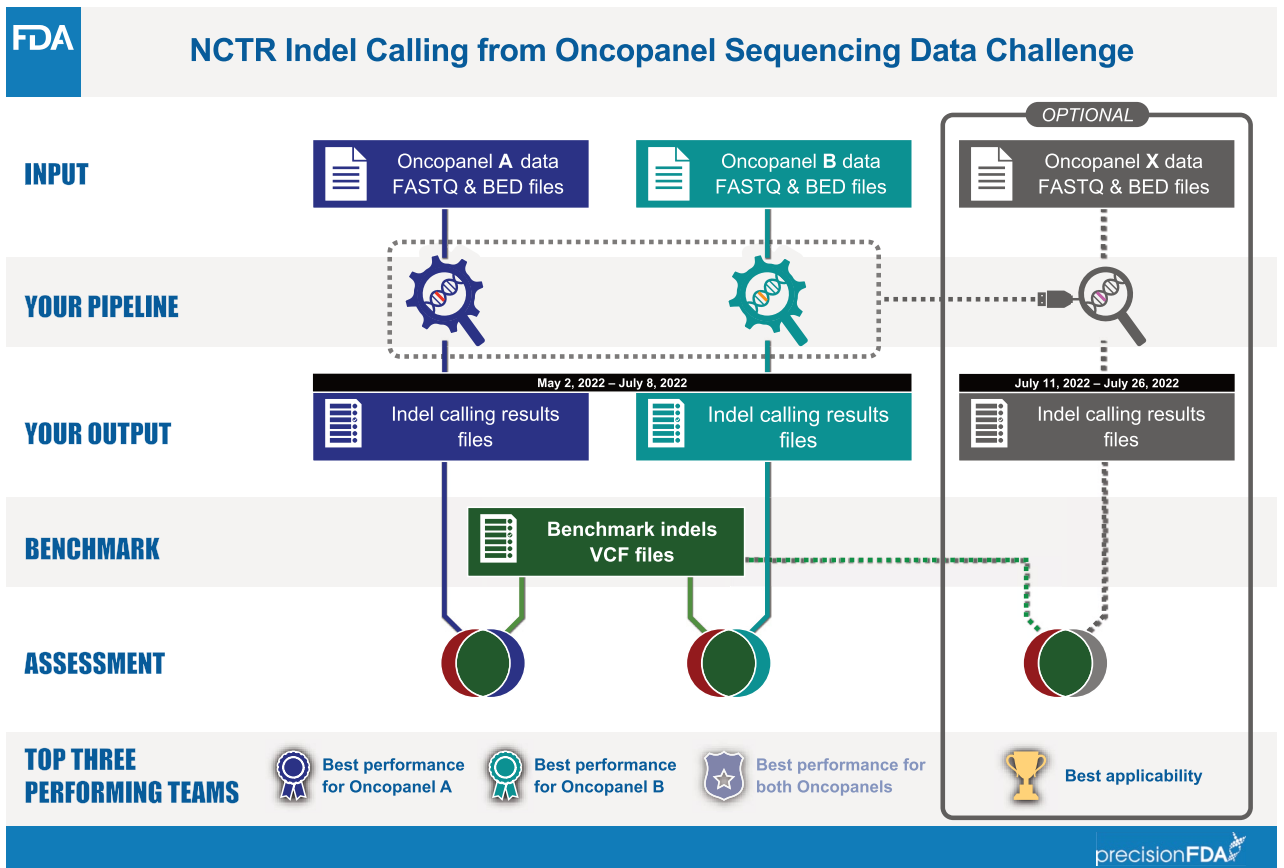 FDA
NCTR Indel Calling from Oncopanel Sequencing Data Challenge
OPTIONAL
INPUT
Oncopanel A data
FASTQ & BED files
Oncopanel B data
FASTQ & BED files
Oncopanel X data
FASTQ & BED files
YOUR PIPELINE
May 2, 2022 – July 8, 2022
July 11, 2022 – July 26, 2022
YOUR OUTPUT
Indel calling results
files
Indel calling results
files
Indel calling results
files
BENCHMARK
Benchmark indels
VCF files
ASSESSMENT
TOP THREE
PERFORMING TEAMS
Best performance
for Oncopanel A
Best performance
for Oncopanel B
Best performance for
both Oncopanels
Best applicability
precisionFDA